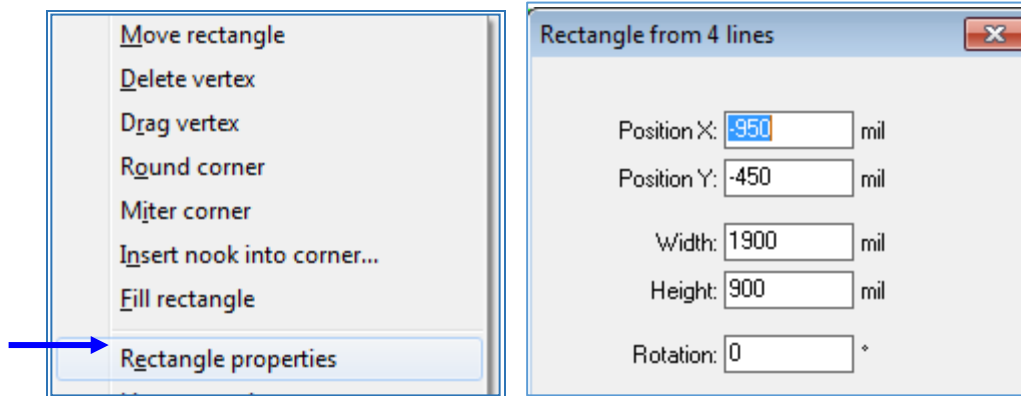 Move rectangle
Delete vertex
Drag vertex
Round corner
Miter corner
Insert nook into corner...
Fill rectangle
Rectangle properties
Rectangle from 4 lines
Position X: -950 mil
Position Y: -450 mil
Width: 1900 mil
Height: 900 mil
Rotation: 0 °